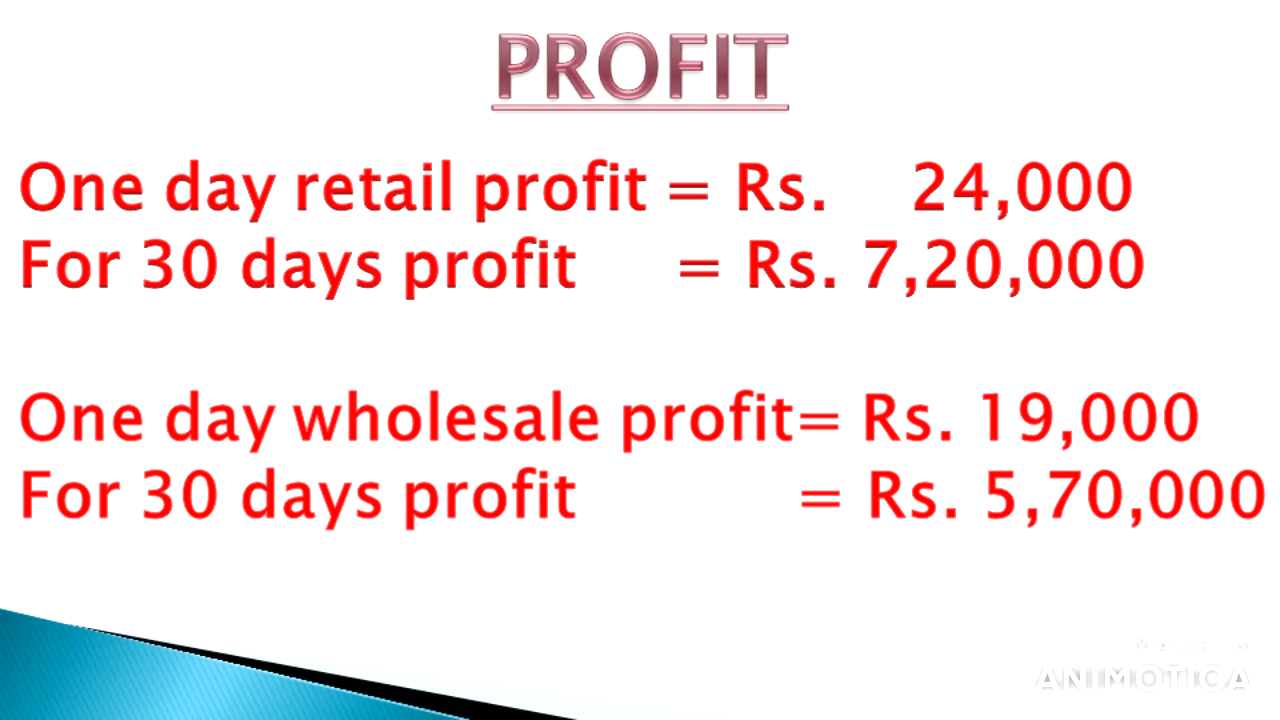 PROFIT
One day retail profit = Rs. 24,000
For 30 days profit = Rs. 7,20,000
One day wholesale profit= Rs. 19,000
For 30 days profit = Rs. 5,70,000
ANIMOTICA